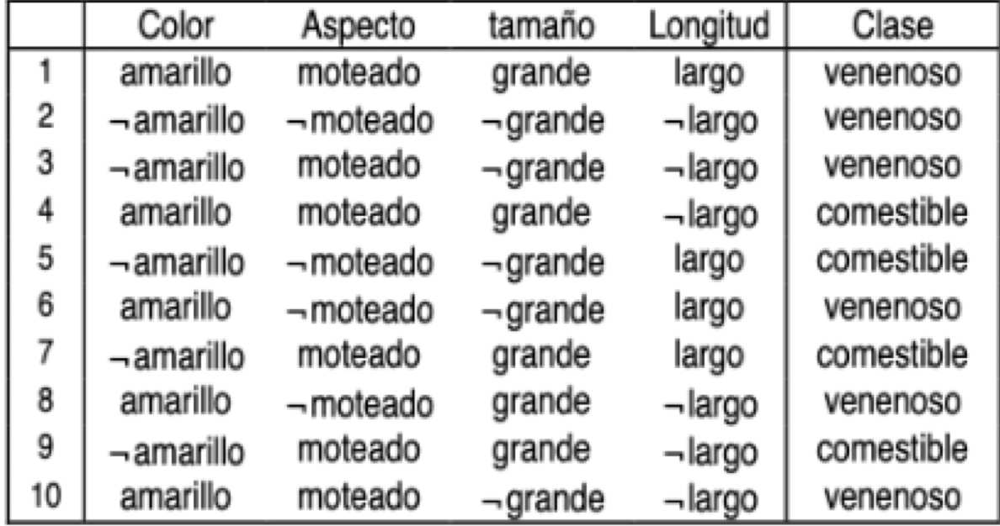 Color Aspecto tamaño Longitud Clase
1 amarillo moteado grande largo venenoso
2 ¬amarillo ¬moteado ¬grande ¬largo venenoso
3 ¬amarillo moteado ¬grande ¬largo venenoso
4 amarillo moteado grande ¬largo comestible
5 ¬amarillo ¬moteado ¬grande largo comestible
6 amarillo ¬moteado ¬grande largo venenoso
7 ¬amarillo moteado grande largo comestible
8 amarillo ¬moteado grande ¬largo venenoso
9 ¬amarillo moteado grande ¬largo comestible
10 amarillo moteado ¬grande ¬largo venenoso